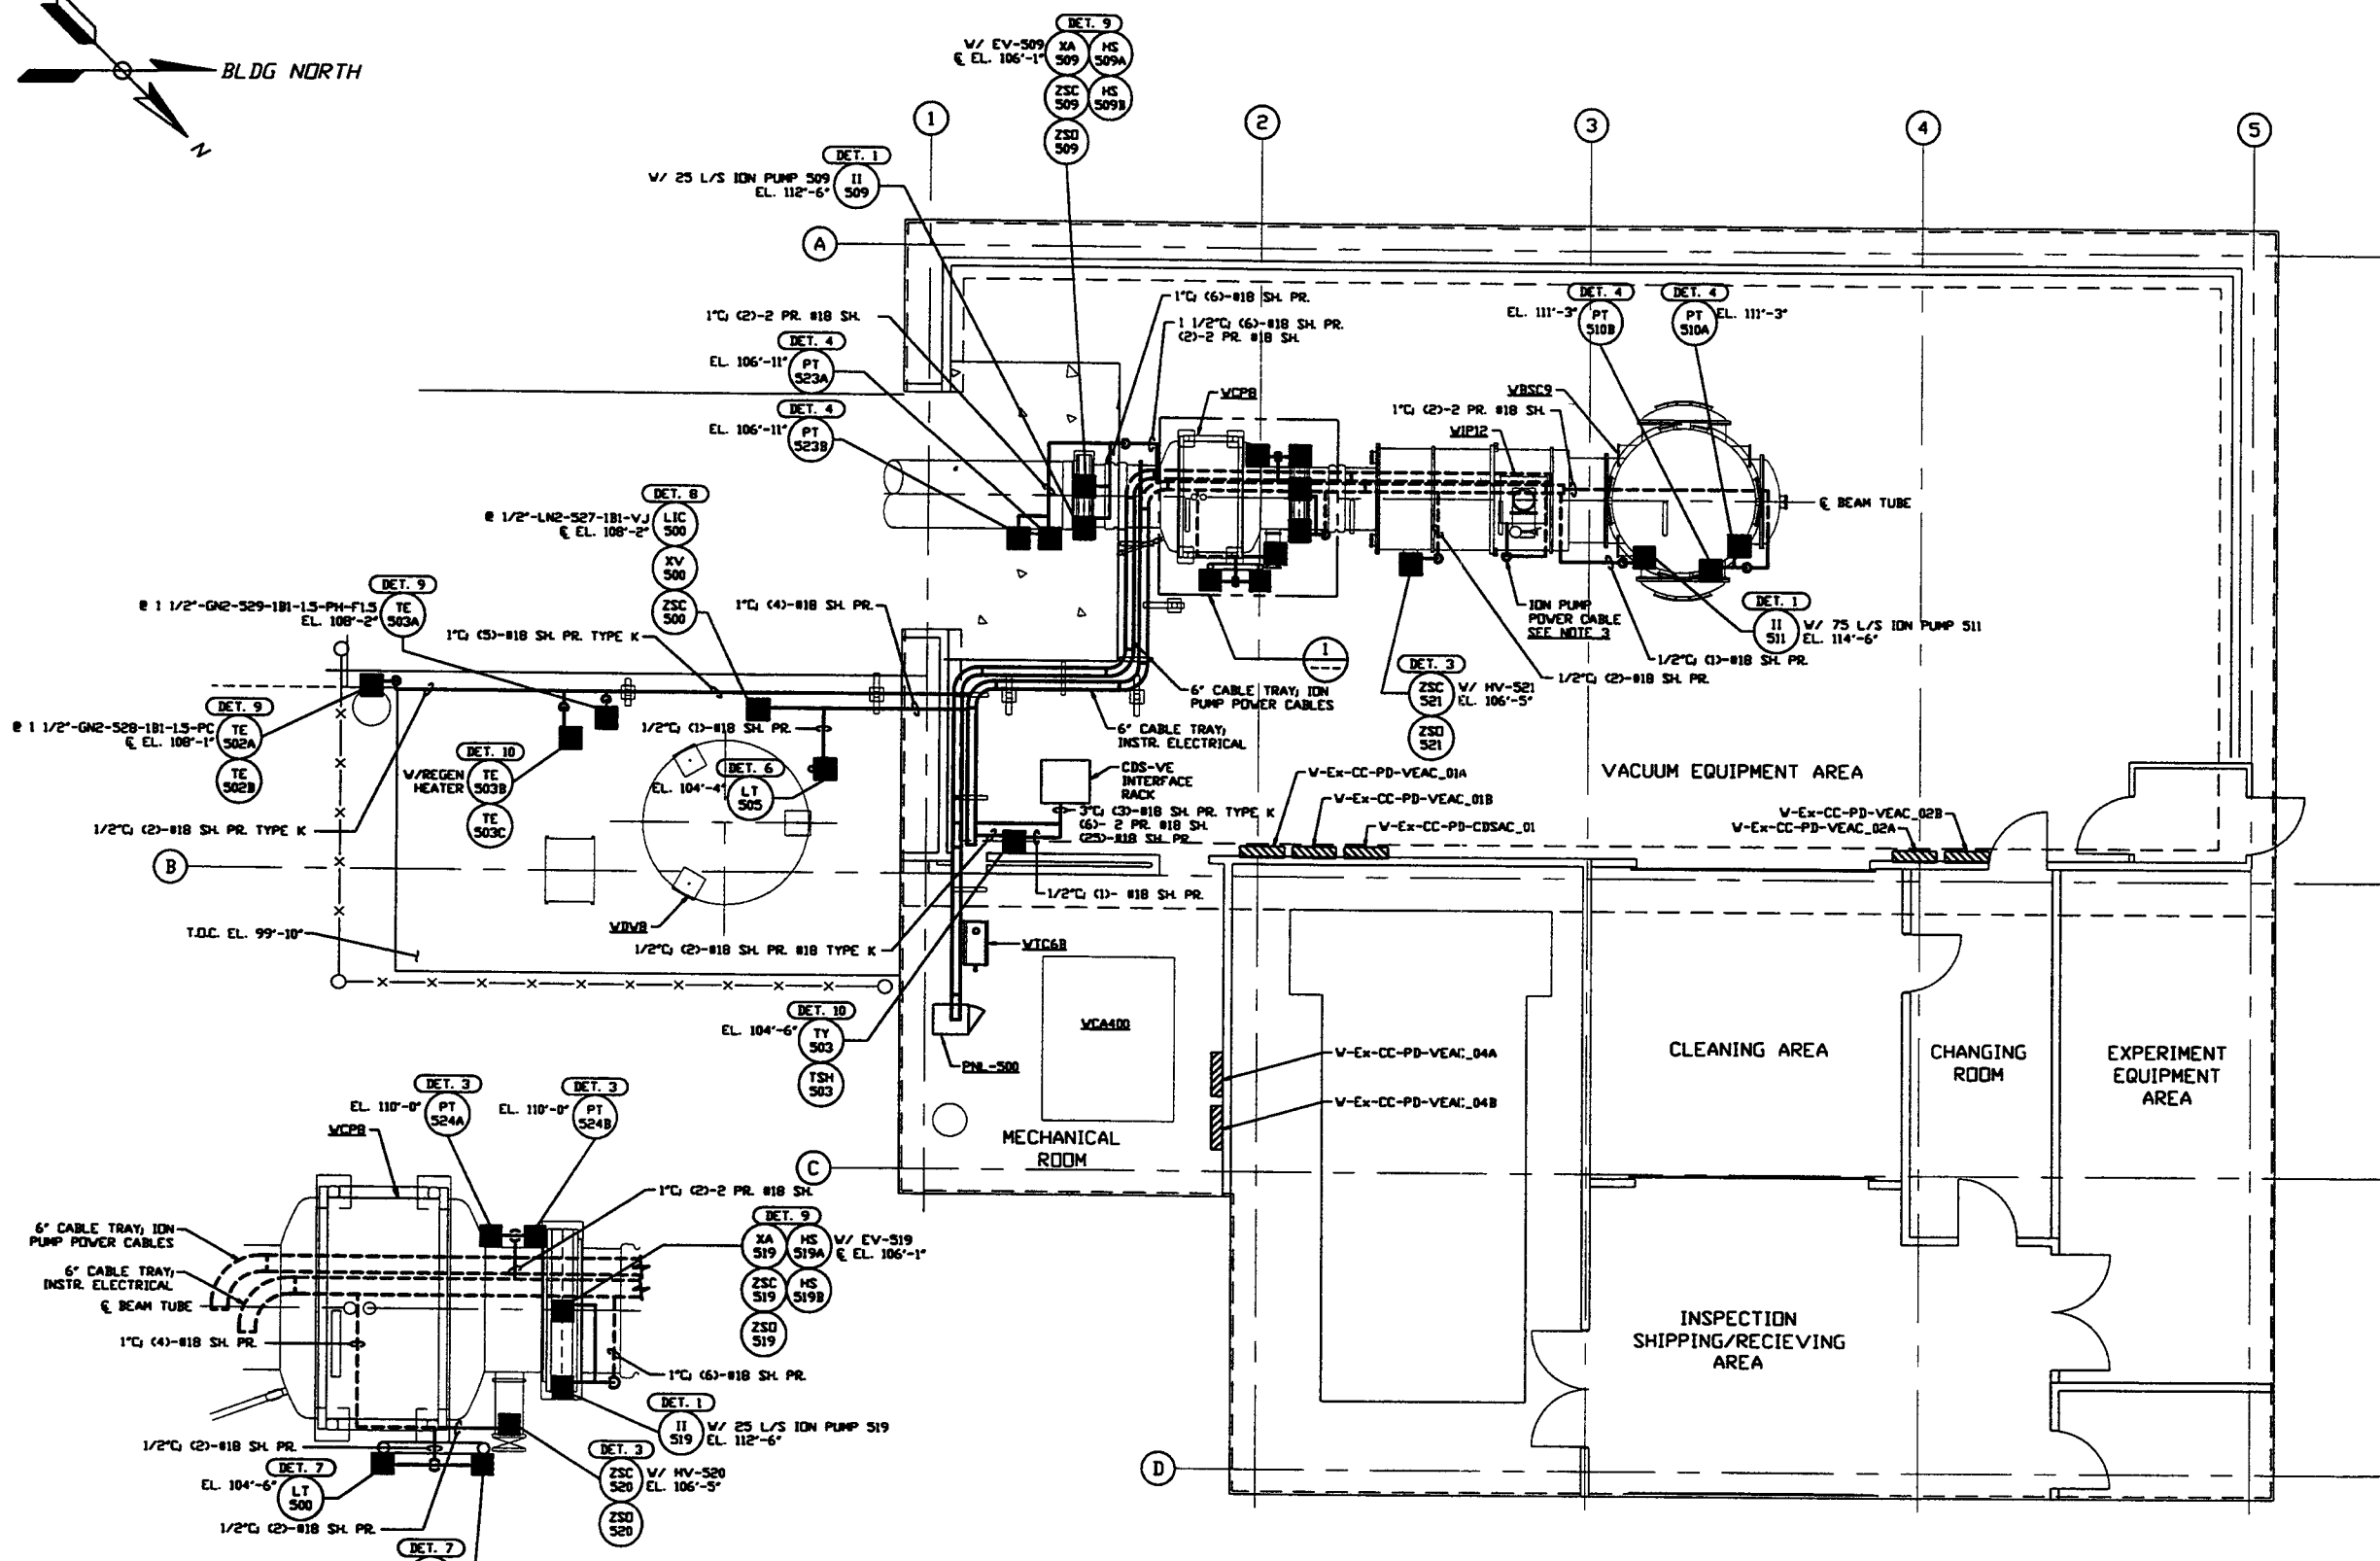 BLDG NORTH
N
DET. 9
W/ EV-509
℄ EL. 106'-1"
XA
509
HS
509A
ZSC
509
HS
509B
ZSO
509
1
2
3
4
5
DET. 1
W/ 25 L/S ION PUMP 509
EL. 112'-6"
II
509
A
1"C; (2)-2 PR. #18 SH.
1"C; (6)-#18 SH. PR.
1 1/2"C; (6)-#18 SH. PR.
(2)-2 PR. #18 SH.
DET. 4
EL. 106'-11"
PT
523A
DET. 4
EL. 106'-11"
PT
523B
DET. 4
EL. 111'-3"
PT
510B
DET. 4
PT
510A
EL. 111'-3"
WCP8
WBSC9
1"C; (2)-2 PR. #18 SH.
WIP12
℄ BEAM TUBE
DET. 8
@ 1/2"-LN2-527-1B1-VJ
℄ EL. 108'-2"
LIC
500
XV
500
ZSC
500
DET. 9
@ 1 1/2"-GN2-529-1B1-1.5-PH-F1.5
EL. 108'-2"
TE
503A
1"C; (4)-#18 SH. PR.
1"C; (5)-#18 SH. PR. TYPE K
ION PUMP
POWER CABLE
SEE NOTE 3
DET. 1
II
511
W/ 75 L/S ION PUMP 511
EL. 114'-6"
1/2"C; (1)-#18 SH. PR.
1/2"C; (2)-#18 SH. PR.
1
DET. 3
ZSC
521
W/ HV-521
EL. 106'-5"
ZSO
521
6" CABLE TRAY; ION
PUMP POWER CABLES
6" CABLE TRAY;
INSTR. ELECTRICAL
DET. 9
@ 1 1/2"-GN2-528-1B1-1.5-PC
℄ EL. 108'-1"
TE
502A
TE
502B
1/2"C; (1)-#18 SH. PR.
DET. 10
W/REGEN
HEATER
TE
503B
TE
503C
DET. 6
EL. 104'-4"
LT
505
CDS-VE
INTERFACE
RACK
3"C; (3)-#18 SH. PR. TYPE K
(6)- 2 PR. #18 SH.
(25)-#18 SH. PR.
VACUUM EQUIPMENT AREA
W-Ex-CC-PD-VEAC_01A
W-Ex-CC-PD-VEAC_01B
W-Ex-CC-PD-CDSAC_01
W-Ex-CC-PD-VEAC_02B
W-Ex-CC-PD-VEAC_02A
1/2"C; (2)-#18 SH. PR. TYPE K
B
1/2"C; (1)- #18 SH. PR.
WDW8
T.O.C. EL. 99'-10"
1/2"C; (2)-#18 SH. PR. #18 TYPE K
WTC6B
DET. 10
EL. 104'-6"
TY
503
TSH
503
WCA400
PNL-500
W-Ex-CC-PD-VEAC_04A
W-Ex-CC-PD-VEAC_04B
CLEANING AREA
CHANGING
ROOM
EXPERIMENT
EQUIPMENT
AREA
MECHANICAL
ROOM
C
DET. 3
EL. 110'-0"
PT
524A
DET. 3
EL. 110'-0"
PT
524B
WCP8
1"C; (2)-2 PR. #18 SH.
6" CABLE TRAY; ION
PUMP POWER CABLES
6" CABLE TRAY;
INSTR. ELECTRICAL
℄ BEAM TUBE
1"C; (4)-#18 SH. PR.
DET. 9
XA
519
HS
519A
W/ EV-519
℄ EL. 106'-1"
ZSC
519
HS
519B
ZSO
519
1"C; (6)-#18 SH. PR.
DET. 1
II
519
W/ 25 L/S ION PUMP 519
EL. 112'-6"
INSPECTION
SHIPPING/RECIEVING
AREA
1/2"C; (2)-#18 SH. PR.
DET. 7
EL. 104'-6"
LT
500
1/2"C; (2)-#18 SH. PR.
DET. 3
ZSC
520
W/ HV-520
EL. 106'-5"
ZSO
520
D
DET. 7